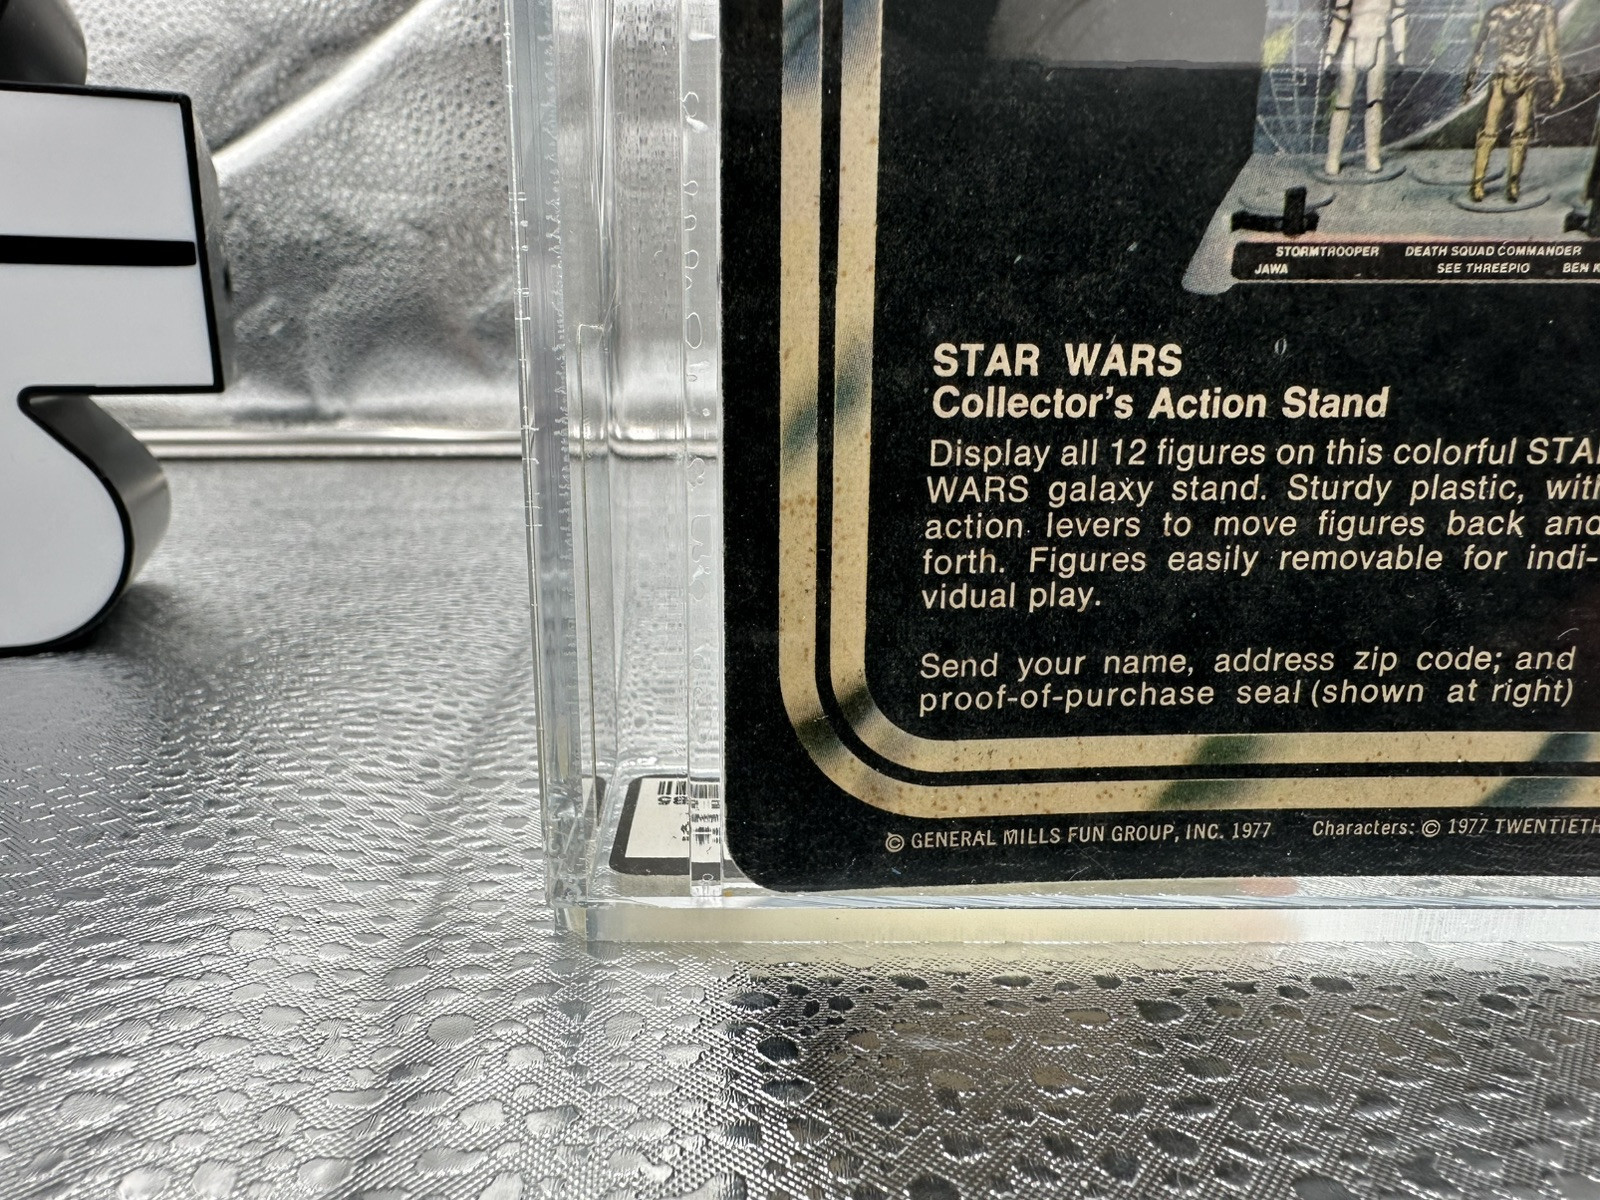 STORMTROOPER DEATH SQUAD COMMANDER
JAWA SEE THREEPIO BEN
STAR WARS
Collector's Action Stand
Display all 12 figures on this colorful STAR
WARS galaxy stand. Sturdy plastic, with
action levers to move figures back and
forth. Figures easily removable for indi-
vidual play.
Send your name, address zip code; and
proof-of-purchase seal (shown at right)
© GENERAL MILLS FUN GROUP, INC. 1977 Characters: © 1977 TWENTIETH